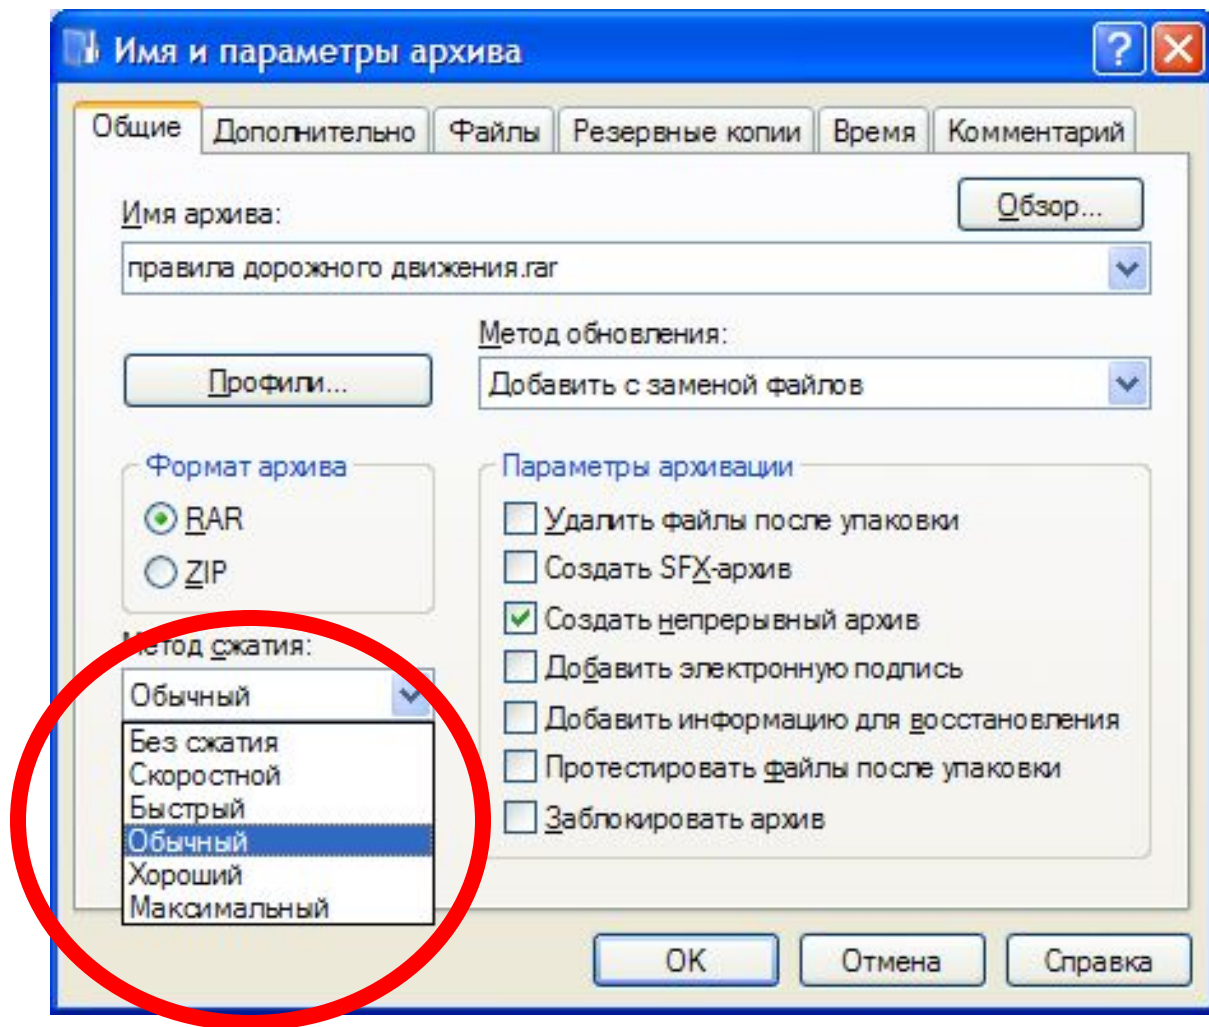 Имя и параметры архива
Общие Дополнительно Файлы Резервные копии Время Комментарий
Имя архива:
Обзор...
правила дорожного движения.rar
Метод обновления:
Профили...
Добавить с заменой файлов
Формат архива
RAR
ZIP
Параметры архивации
Удалить файлы после упаковки
Создать SFX-архив
Создать непрерывный архив
Добавить электронную подпись
Добавить информацию для восстановления
Протестировать файлы после упаковки
Заблокировать архив
Метод сжатия:
Обычный
Без сжатия
Скоростной
Быстрый
Обычный
Хороший
Максимальный
OK Отмена Справка